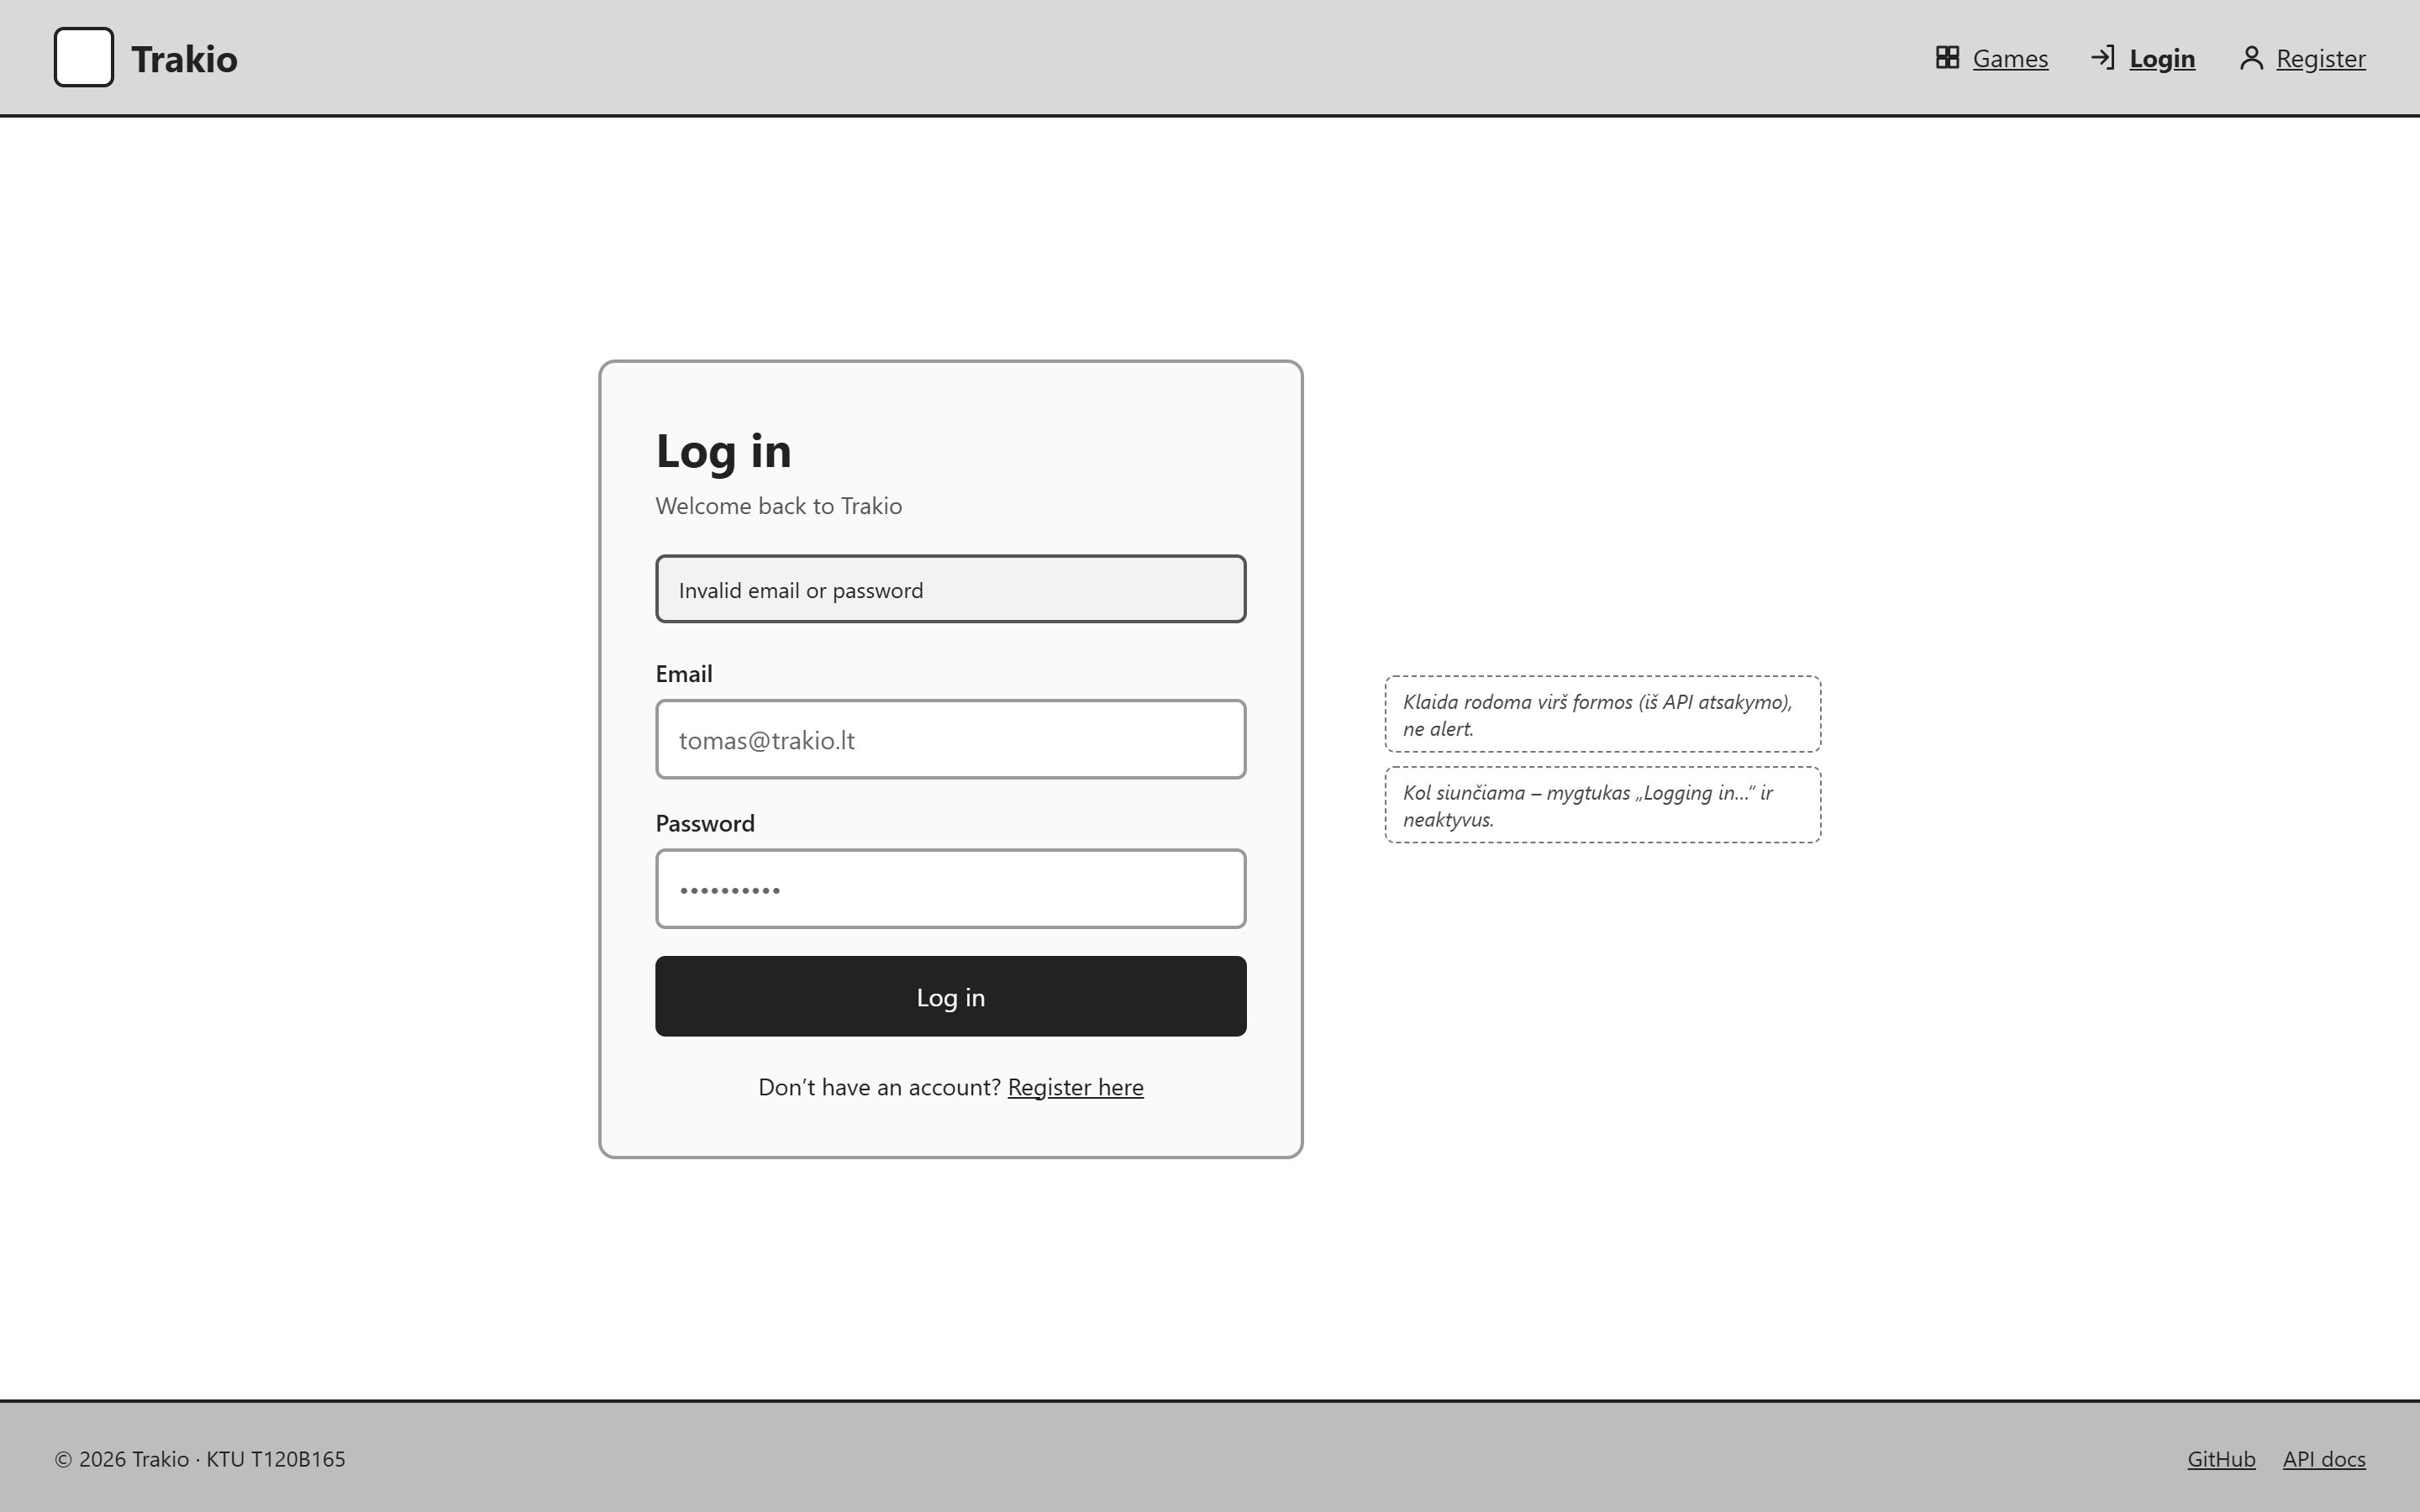 Trakio
Games
Login
Register
Log in
Welcome back to Trakio
Invalid email or password
Email
tomas@trakio.lt
Password
••••••••••
Log in
Don’t have an account? Register here
Klaida rodoma virš formos (iš API atsakymo),
ne alert.
Kol siunčiama – mygtukas „Logging in…“ ir
neaktyvus.
© 2026 Trakio · KTU T120B165
GitHub
API docs